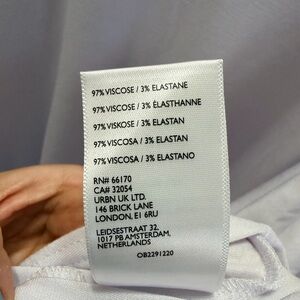 97% VISCOSE / 3% ELASTANE
97% VISCOSE / 3% ÉLASTHANNE
97% VISKOSE / 3% ELASTAN
97% VISCOSA / 3% ELASTAN
97% VISCOSA / 3% ELASTANO
RN# 66170
CA# 32054
URBN UK LTD.
146 BRICK LANE
LONDON, E1 6RU
LEIDSESTRAAT 32,
1017 PB AMSTERDAM,
NETHERLANDS
OB2291220